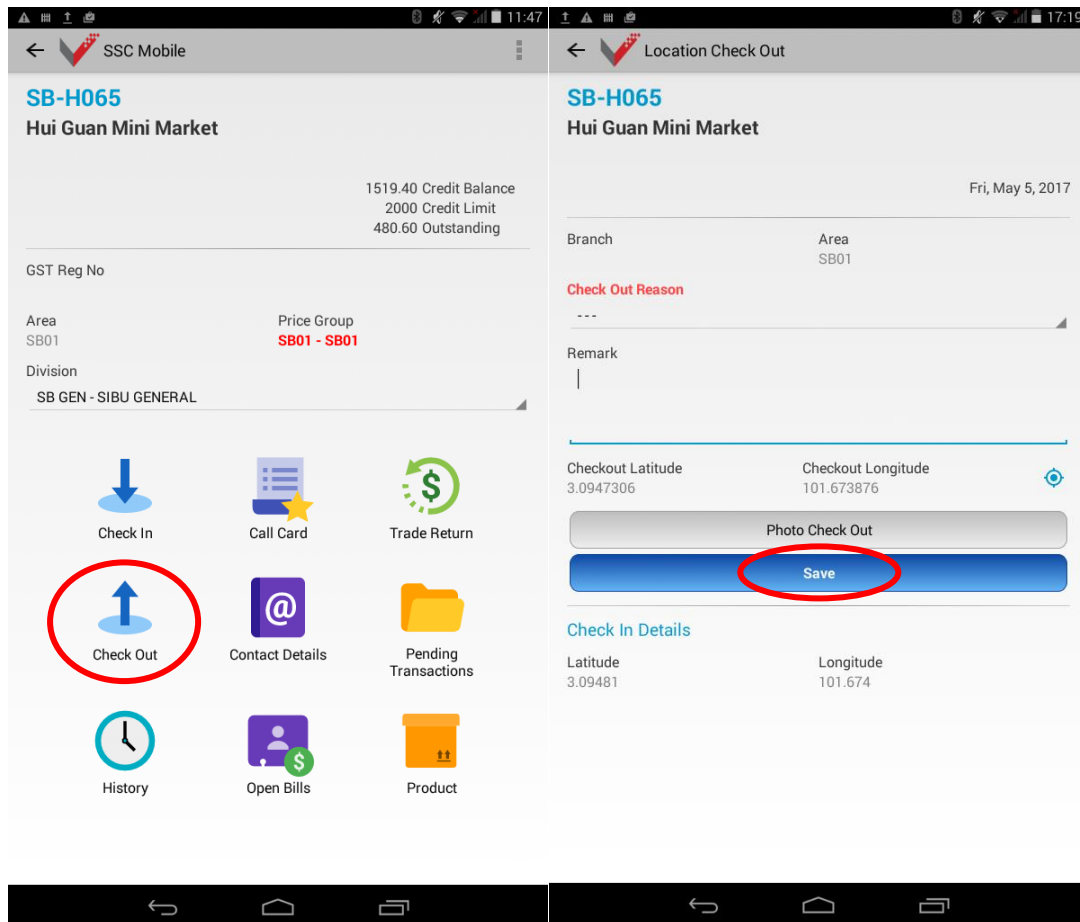 11:47
SSC Mobile
SB-H065
Hui Guan Mini Market
1519.40 Credit Balance
2000 Credit Limit
480.60 Outstanding
GST Reg No
Area Price Group
SB01 SB01 - SB01
Division
SB GEN - SIBU GENERAL
Check In Call Card Trade Return
Check Out Contact Details Pending
Transactions
History Open Bills Product
17:19
Location Check Out
SB-H065
Hui Guan Mini Market
Fri, May 5, 2017
Branch Area
SB01
Check Out Reason
---
Remark
Checkout Latitude Checkout Longitude
3.0947306 101.673876
Photo Check Out
Save
Check In Details
Latitude Longitude
3.09481 101.674